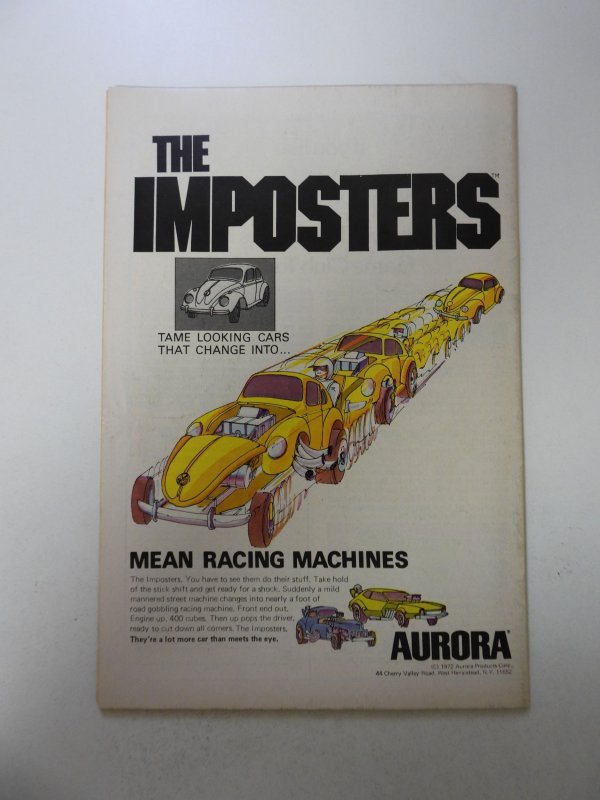 THE
IMPOSTERS™
TAME LOOKING CARS
THAT CHANGE INTO...
MEAN RACING MACHINES
The Imposters. You have to see them do their stuff. Take hold
of the stick shift and get ready for a shock. Suddenly a mild
mannered street machine changes into nearly a foot of
road gobbling racing machine. Front end out.
Engine up, 400 cubes. Then up pops the driver,
ready to cut down all corners. The Imposters.
They're a lot more car than meets the eye.
AURORA®
(C) 1972 Aurora Products Corp.,
44 Cherry Valley Road, West Hempstead, N.Y. 11552